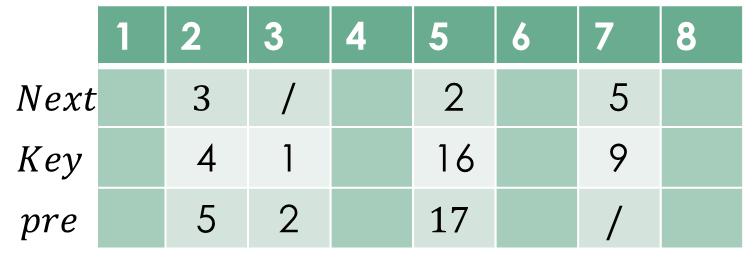 1 2 3 4 5 6 7 8
Next 3 / 2 5
Key 4 1 16 9
pre 5 2 17 /